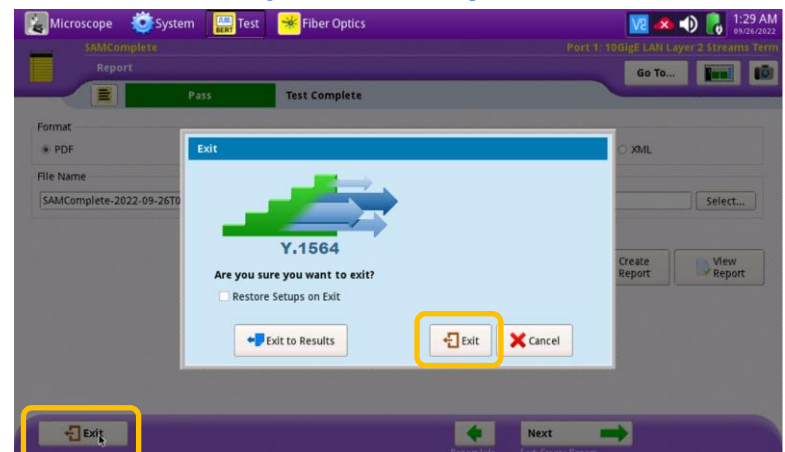 Microscope System Test Fiber Optics 1:29 AM
BERT
09/26/2022
SAMComplete Port 1: 10GigE LAN Layer 2 Streams Term
Report
Go To...
Pass Test Complete
Format
PDF XML
Exit
File Name
SAMComplete-2022-09-26T0 Select...
Y.1564
Are you sure you want to exit?
Restore Setups on Exit
Create Report
View Report
Exit to Results Exit Cancel
Exit Next